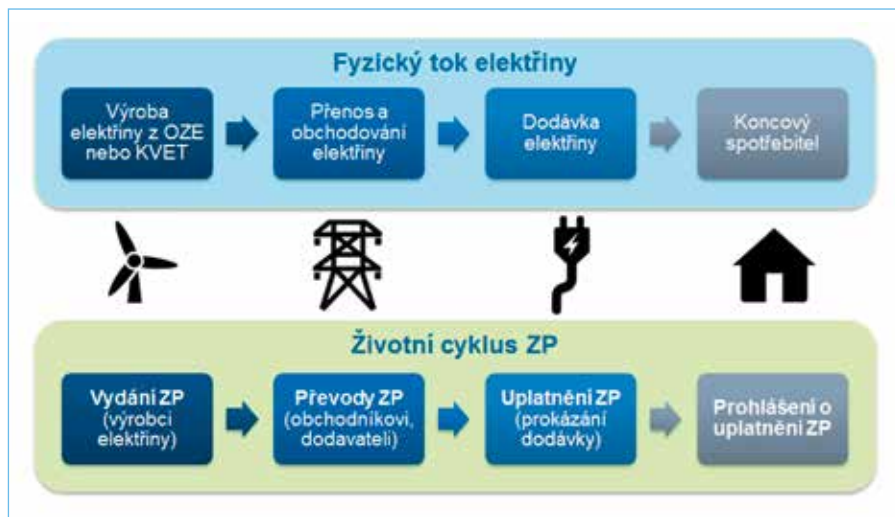 Fyzický tok elektřiny
Výroba
elektřiny z OZE
nebo KVET
Přenos a
obchodování
elektřiny
Dodávka
elektřiny
Koncový
spotřebitel
Životní cyklus ZP
Vydání ZP
(výrobci
elektřiny)
Převody ZP
(obchodníkovi,
dodavateli)
Uplatnění ZP
(prokázání
dodávky)
Prohlášení o
uplatnění ZP